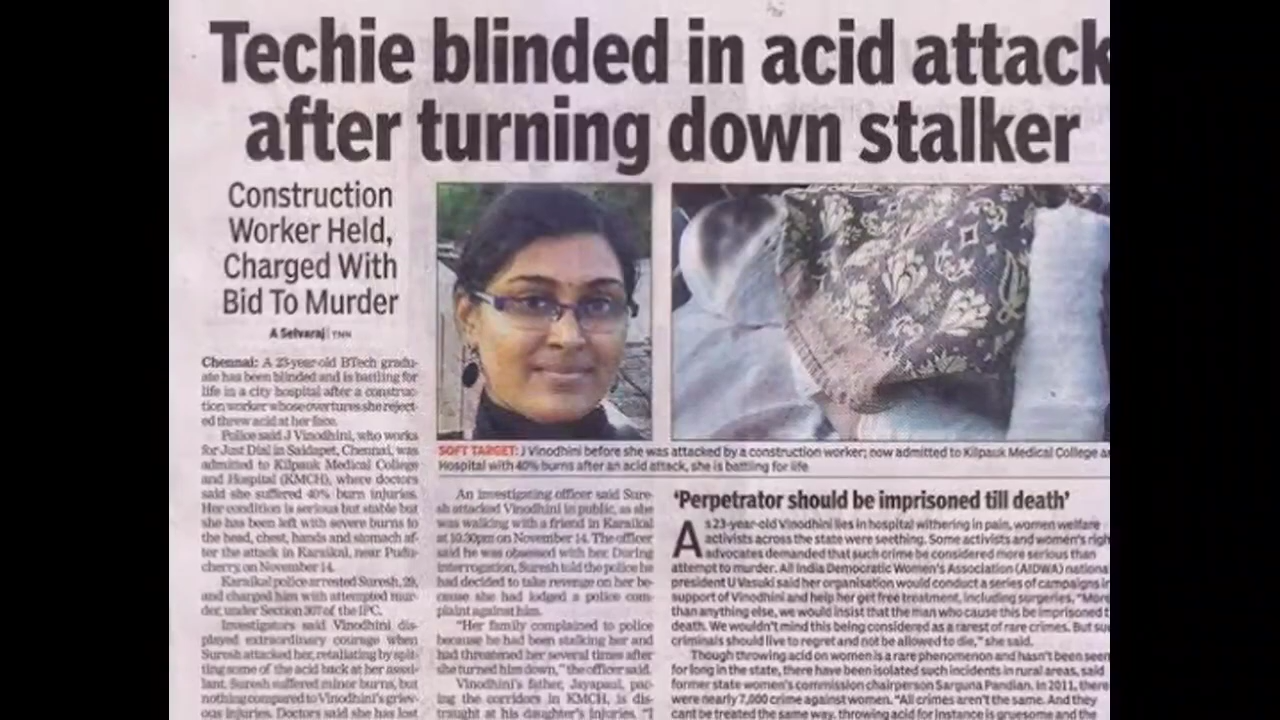 Techie blinded in acid attack
after turning down stalker
Construction
Worker Held,
Charged With
Bid To Murder
A Selvaraj | TNN
Chennai: A 23-year-old BTech gradu-
ate has been blinded and is battling for
life in a city hospital after a construc-
tion worker whose overtures she reject-
ed threw acid at her face.
Police said J Vinodhini, who works
for Just Dial in Saidapet, Chennai, was
admitted to Kilpauk Medical College
and Hospital (KMCH), where doctors
said she suffered 40% burn injuries.
Her condition is serious but stable but
she has been left with severe burns to
the head, chest, hands and stomach af-
ter the attack in Karaikal, near Pudu-
cherry, on November 14.
Karaikal police arrested Suresh, 29,
and charged him with attempted mur-
der, under Section 307 of the IPC.
Investigators said Vinodhini dis-
played extraordinary courage when
Suresh attacked her, retaliating by spit-
ting some of the acid back at her assai-
lant. Suresh suffered minor burns, but
nothing compared to Vinodhini's griev-
ous injuries. Doctors said she has lost
SOFT TARGET: J Vinodhini before she was attacked by a construction worker; now admitted to Kilpauk Medical College a
Hospital with 40% burns after an acid attack, she is battling for life
An investigating officer said Sure-
sh attacked Vinodhini in public, as she
was walking with a friend in Karaikal
at 10.30pm on November 14. The officer
said he was obsessed with her. During
interrogation, Suresh told the police he
had decided to take revenge on her be-
cause she had lodged a police com-
plaint against him.
"Her family complained to police
because he had been stalking her and
had threatened her several times after
she turned him down," the officer said.
Vinodhini's father, Jayapaul, pac-
ing the corridors in KMCH, is dis-
traught at his daughter's injuries. "I
'Perpetrator should be imprisoned till death'
As 23-year-old Vinodhini lies in hospital withering in pain, women welfare
activists across the state were seething. Some activists and women's righ
advocates demanded that such crime be considered more serious than
attempt to murder. All India Democratic Women's Association (AIDWA) nationa
president U Vasuki said her organisation would conduct a series of campaigns in
support of Vinodhini and help her get free treatment, including surgeries. "More
than anything else, we would insist that the man who cause this be imprisoned t
death. We wouldn't mind this being considered as a rarest of rare crimes. But su
criminals should live to regret and not be allowed to die," she said.
Though throwing acid on women is a rare phenomenon and hasn't been seen
for long in the state, there have been isolated such incidents in rural areas, said
former state women's commission chairperson Sarguna Pandian. In 2011, there
were nearly 7,000 crime against women. "All crimes aren't the same. And they
cant be treated the same way, throwing acid for instance is gruesome and the